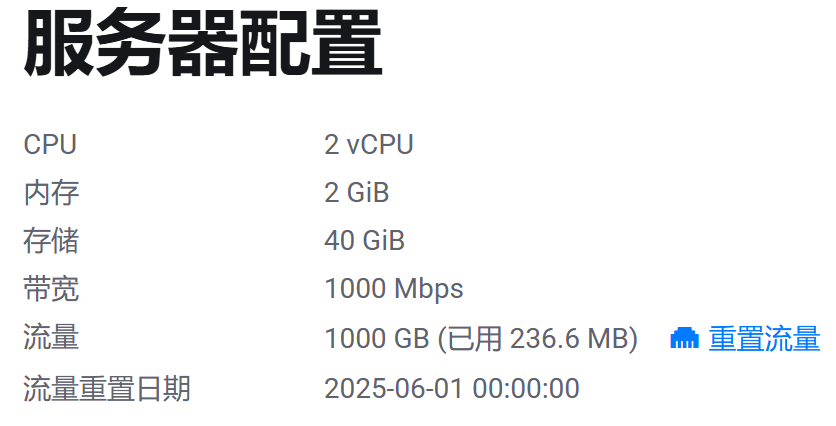 服务器配置
CPU 2 vCPU
内存 2 GiB
存储 40 GiB
带宽 1000 Mbps
流量 1000 GB (已用 236.6 MB) 重置流量
流量重置日期 2025-06-01 00:00:00